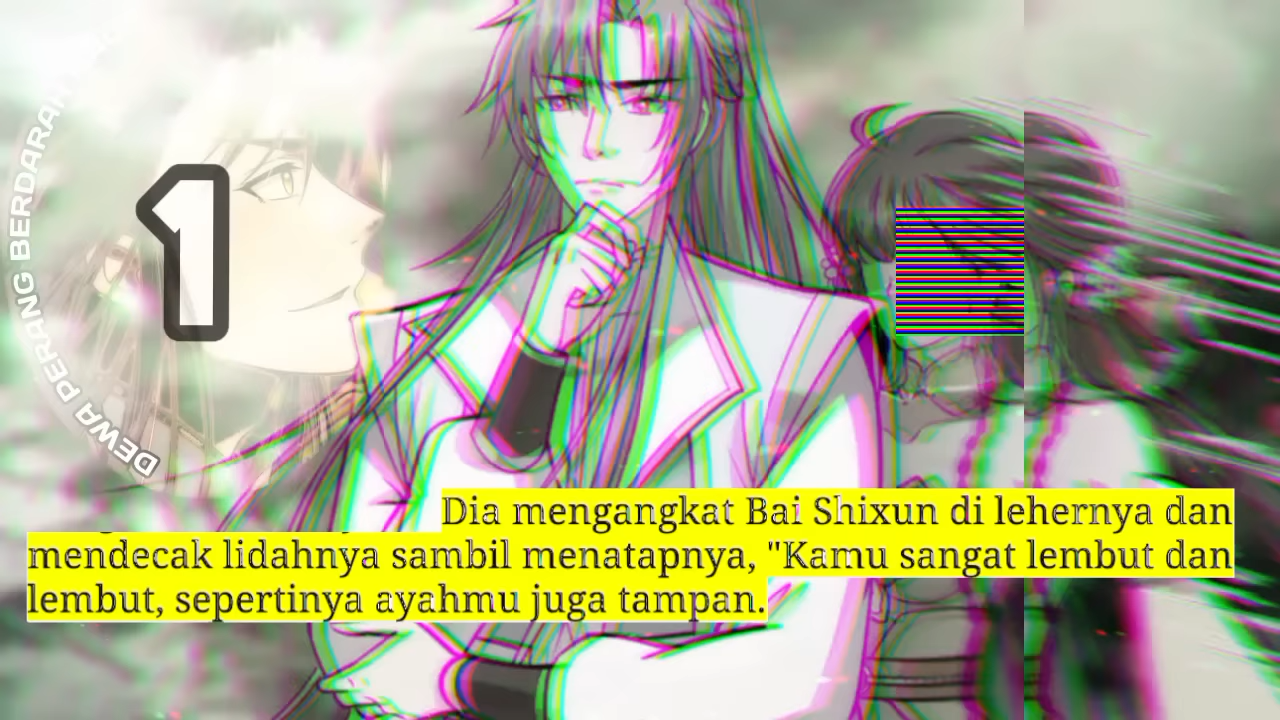 DEWA PERANG BERDARAH
1
Dia mengangkat Bai Shixun di lehernya dan
mendecak lidahnya sambil menatapnya, "Kamu sangat lembut dan
lembut, sepertinya ayahmu juga tampan.